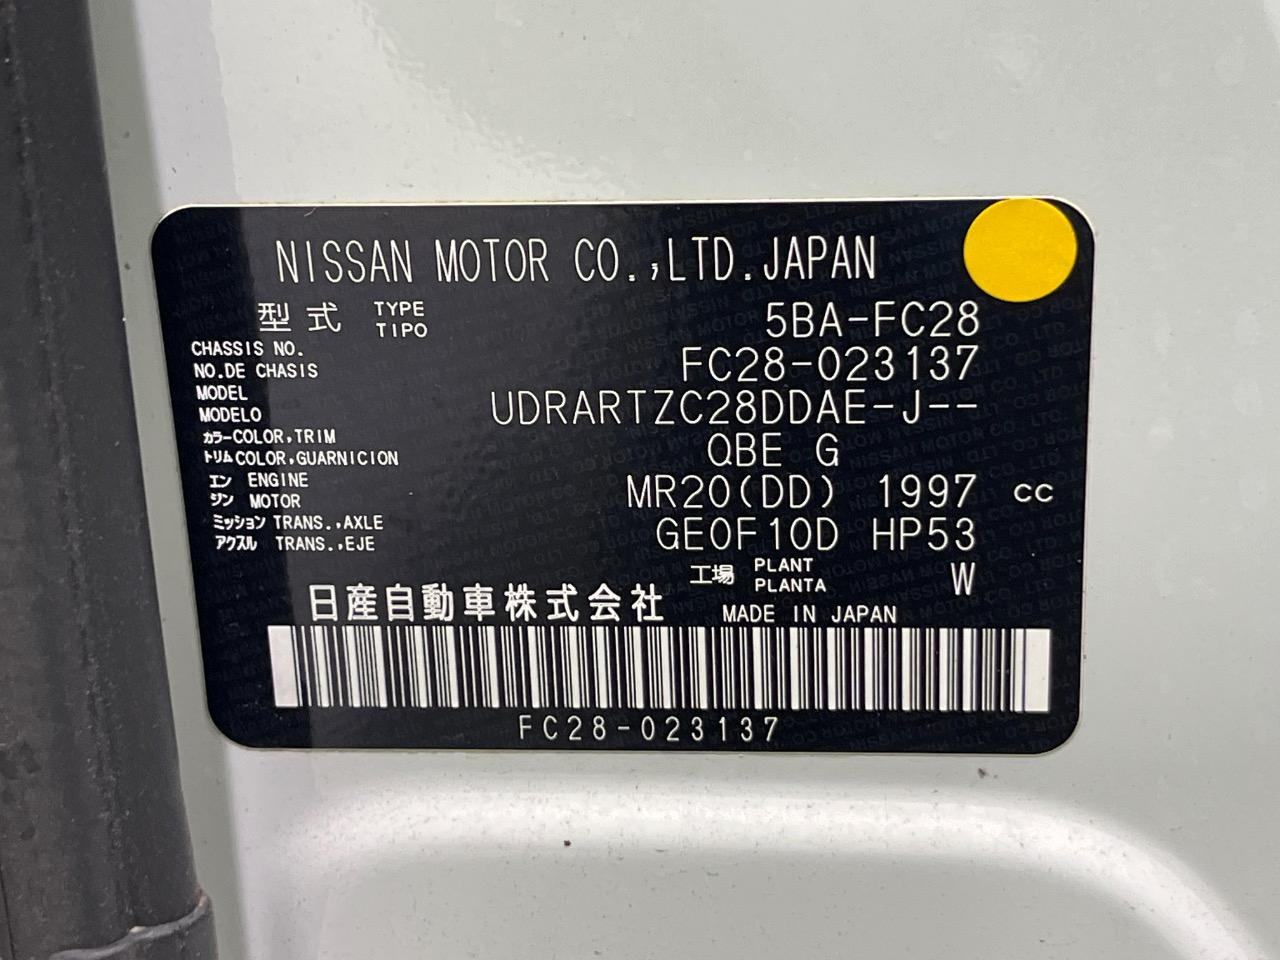 NISSAN MOTOR CO.,LTD.JAPAN
型式 TYPE TIPO 5BA-FC28
CHASSIS NO.
NO.DE CHASIS FC28-023137
MODEL
MODELO UDRARTZC28DDAE-J--
カラー COLOR,TRIM
トリム COLOR,GUARNICION QBE G
エン ENGINE
ジン MOTOR MR20(DD) 1997 cc
ミッション TRANS.,AXLE
アクスル TRANS.,EJE GE0F10D HP53
工場 PLANT PLANTA W
日産自動車株式会社 MADE IN JAPAN
FC28-023137